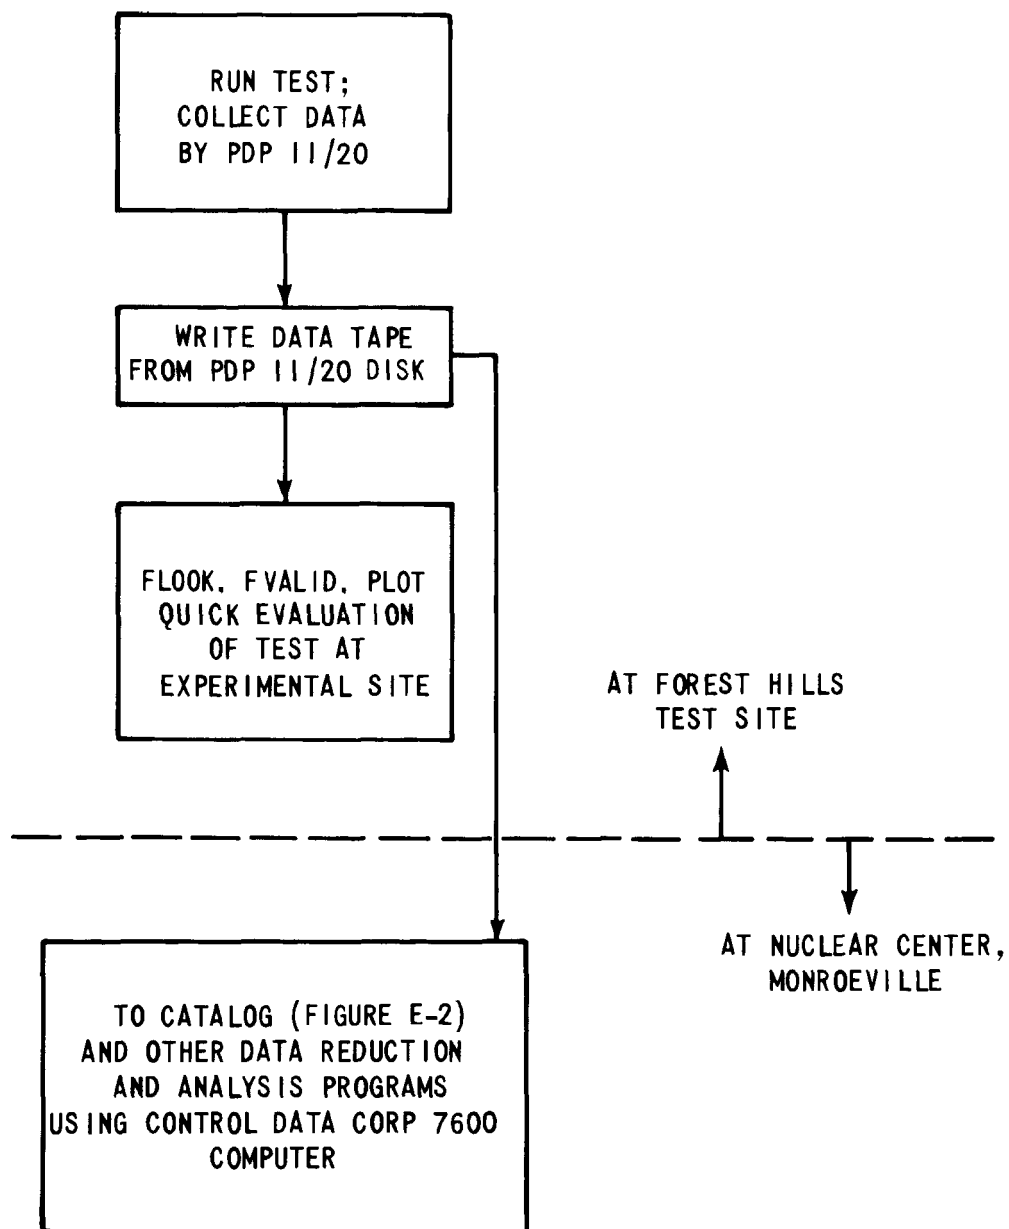 RUN TEST;
COLLECT DATA
BY PDP 11/20
WRITE DATA TAPE
FROM PDP 11/20 DISK
FLOOK, FVALID, PLOT
QUICK EVALUATION
OF TEST AT
EXPERIMENTAL SITE
AT FOREST HILLS
TEST SITE
AT NUCLEAR CENTER,
MONROEVILLE
TO CATALOG (FIGURE E-2)
AND OTHER DATA REDUCTION
AND ANALYSIS PROGRAMS
USING CONTROL DATA CORP 7600
COMPUTER